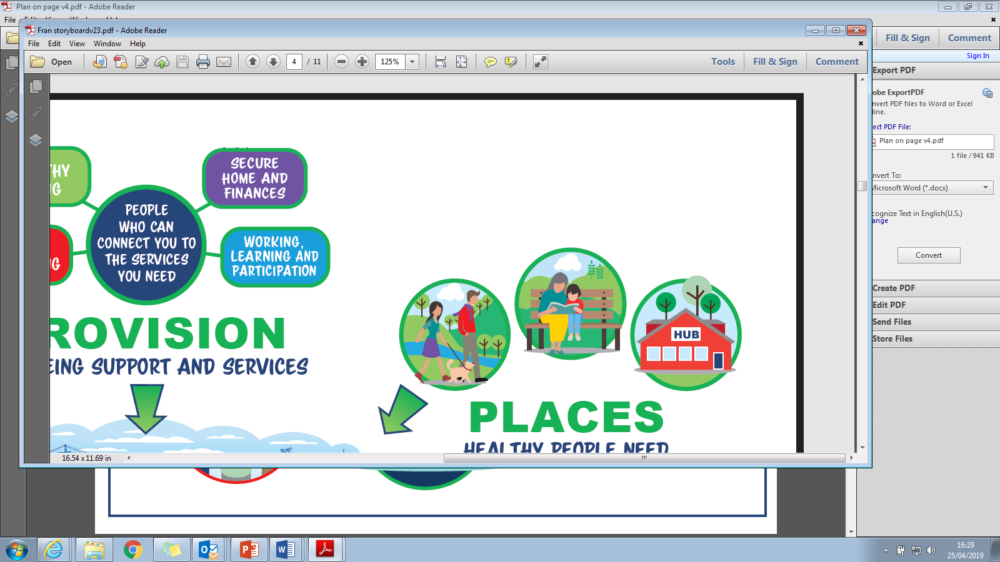 Plan on page v4.pdf - Adobe Reader
File
Fran storyboardv23.pdf - Adobe Reader
File Edit View Window Help
Open
4 / 11
125%
Tools Fill & Sign Comment
Fill & Sign Comment
Sign In
THY
NG
SECURE
HOME AND
FINANCES
PEOPLE
WHO CAN
CONNECT YOU TO
THE SERVICES
YOU NEED
G
WORKING,
LEARNING AND
PARTICIPATION
ROVISION
EING SUPPORT AND SERVICES
HUB
PLACES
HEALTHY PEOPLE NEED
16.54 x 11.69 in
Export PDF
obe ExportPDF
nvert PDF files to Word or Excel
line.
ect PDF File:
Plan on page v4.pdf
1 file / 941 KB
nvert To:
Microsoft Word (*.docx)
cognize Text in English(U.S.)
ange
Convert
Create PDF
Edit PDF
Send Files
Store Files
16:29
25/04/2019